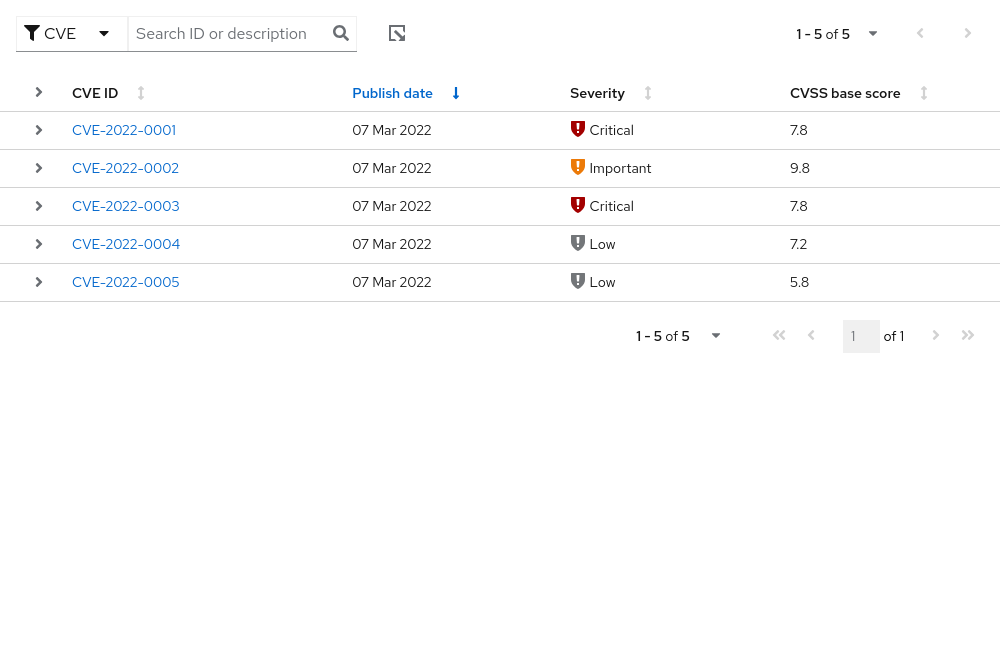 CVE Search ID or description 1 - 5 of 5
CVE ID Publish date Severity CVSS base score
CVE-2022-0001 07 Mar 2022 Critical 7.8
CVE-2022-0002 07 Mar 2022 Important 9.8
CVE-2022-0003 07 Mar 2022 Critical 7.8
CVE-2022-0004 07 Mar 2022 Low 7.2
CVE-2022-0005 07 Mar 2022 Low 5.8
1 - 5 of 5 1 of 1